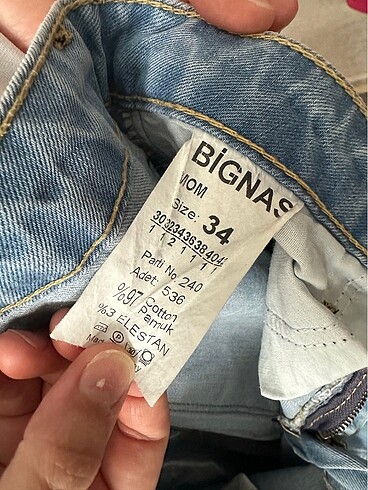 BİGNAS
MOM
Size: 34
30 32 34 36 38 40
1 1 2 1 1 1 1
Parti No 240
Adet. 536
%97 Cotton
Pamuk
%3 ELESTAN